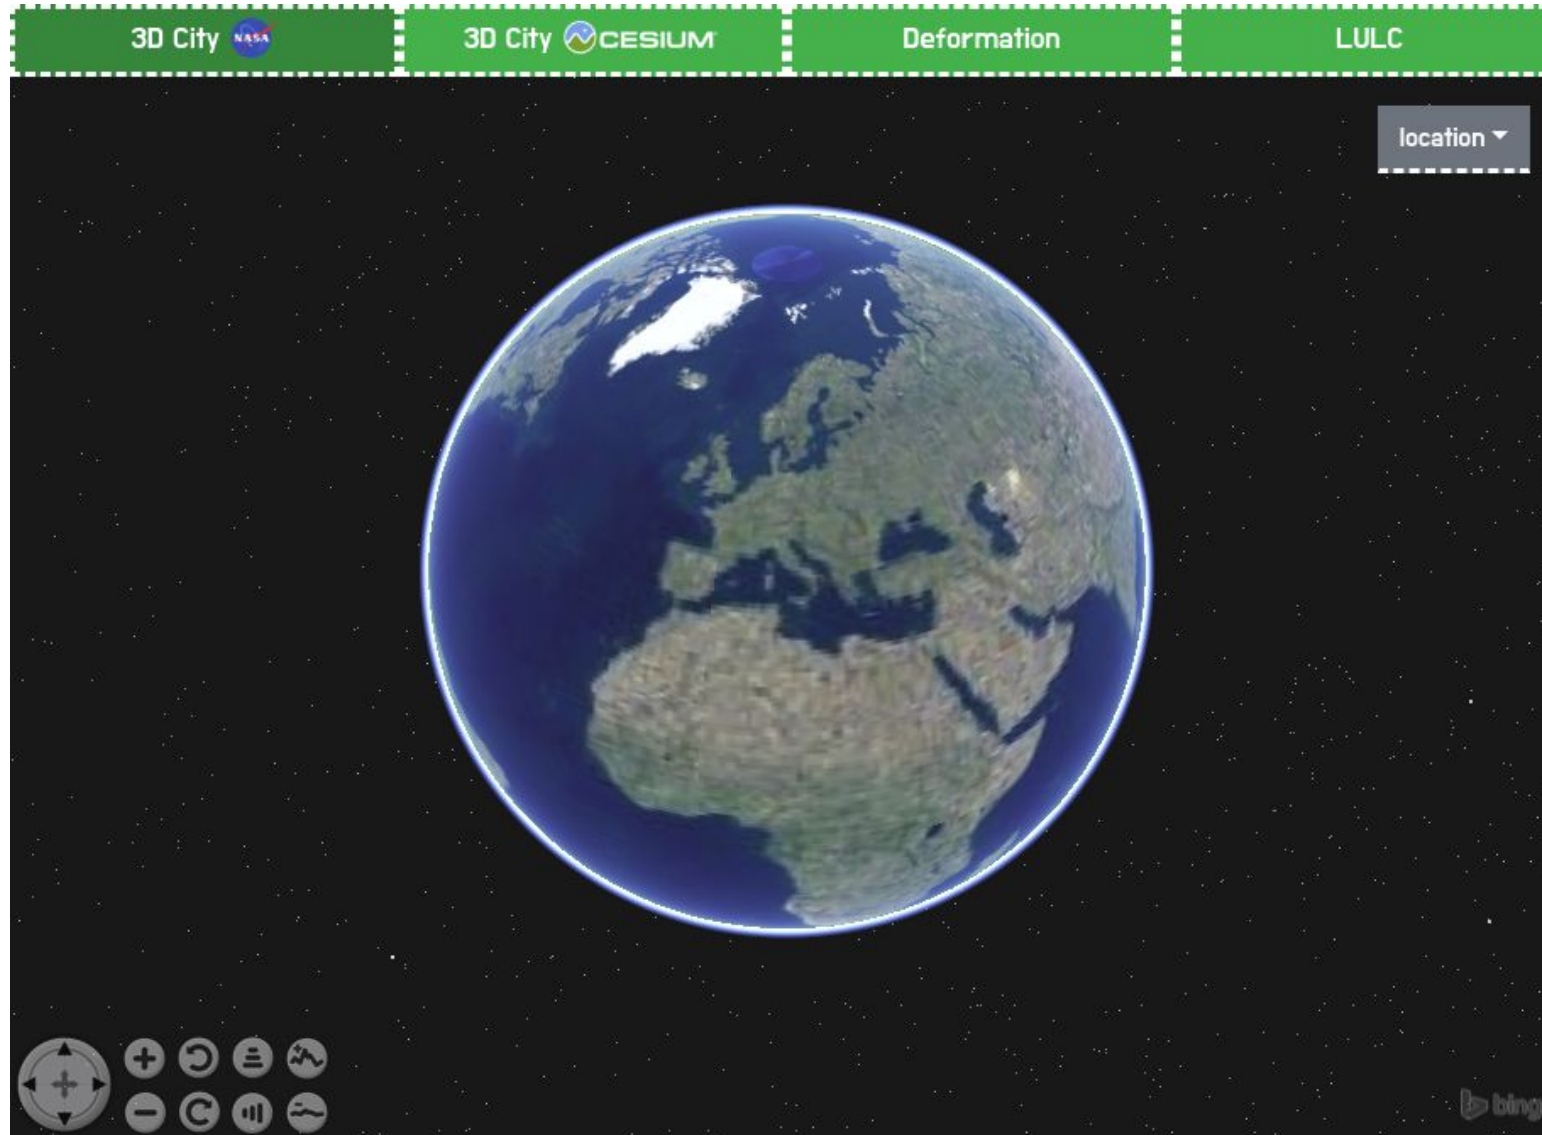 3D City NASA
3D City CESIUM
Deformation
LULC
location
bing